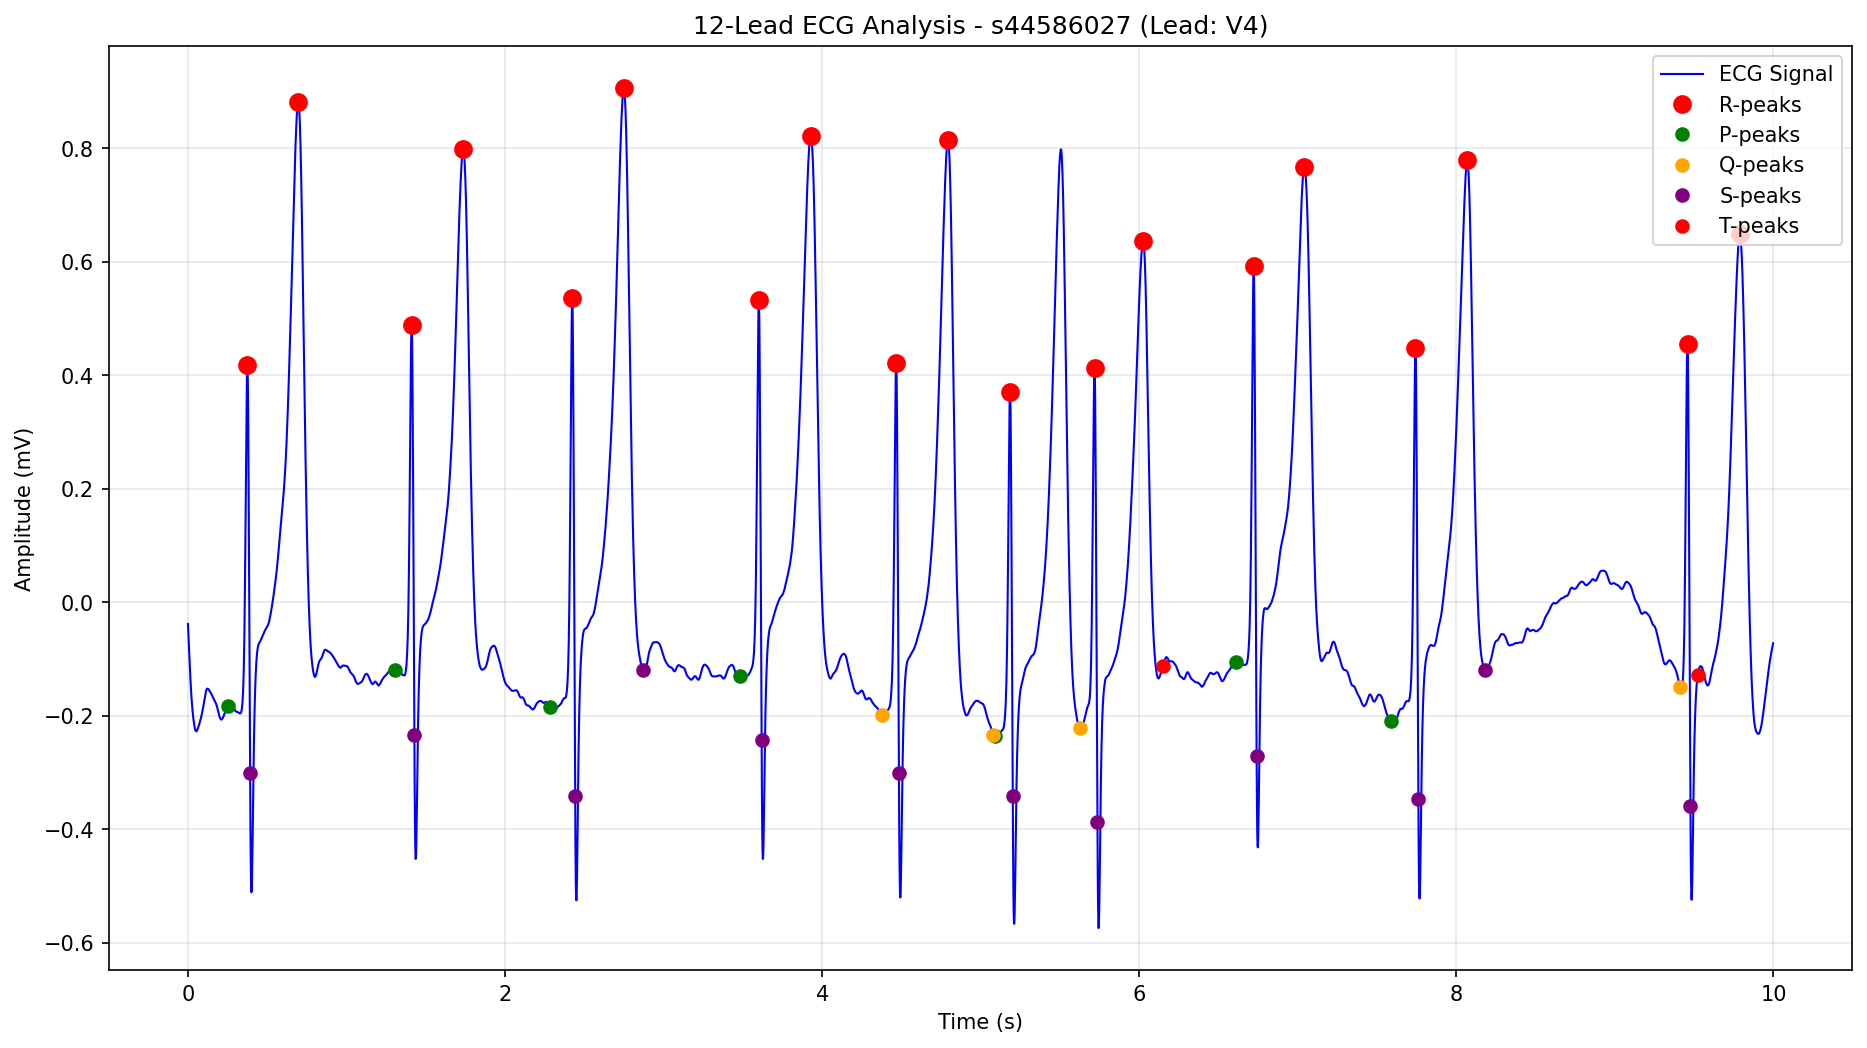 12-Lead ECG Analysis - s44586027 (Lead: V4)
ECG Signal
R-peaks
P-peaks
Q-peaks
S-peaks
T-peaks
Amplitude (mV)
0.8
0.6
0.4
0.2
0.0
−0.2
−0.4
−0.6
0 2 4 6 8 10
Time (s)